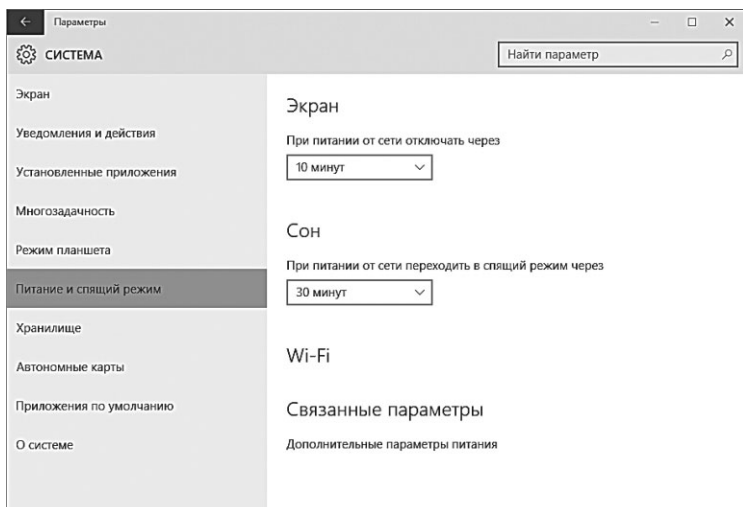 Параметры
СИСТЕМА
Найти параметр
Экран
Уведомления и действия
Установленные приложения
Многозадачность
Режим планшета
Питание и спящий режим
Хранилище
Автономные карты
Приложения по умолчанию
О системе
Экран
При питании от сети отключать через
10 минут
Сон
При питании от сети переходить в спящий режим через
30 минут
Wi-Fi
Связанные параметры
Дополнительные параметры питания